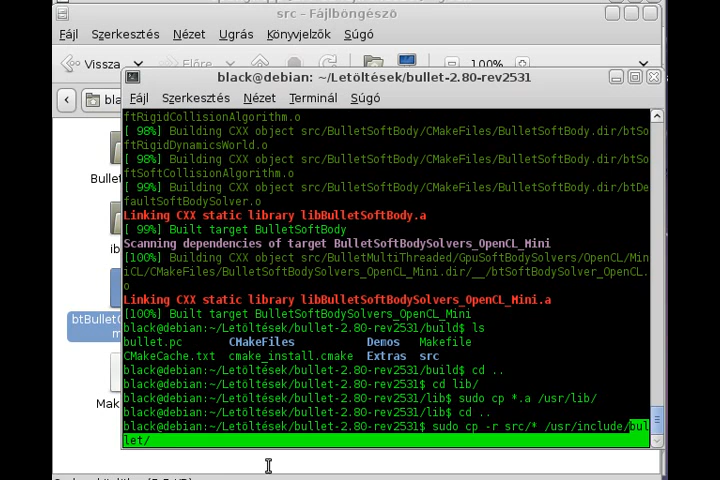 src – Fájlböngésző
Fájl Szerkesztés Nézet Ugrás Könyvjelzők Súgó
Vissza Előre 100%
black@debian: ~/Letöltések/bullet-2.80-rev2531
Fájl Szerkesztés Nézet Terminál Súgó
bla
ftRigidCollisionAlgorithm.o
[ 98%] Building CXX object src/BulletSoftBody/CMakeFiles/BulletSoftBody.dir/btSo
ftRigidDynamicsWorld.o
[ 98%] Building CXX object src/BulletSoftBody/CMakeFiles/BulletSoftBody.dir/btSo
ftSoftCollisionAlgorithm.o
[ 99%] Building CXX object src/BulletSoftBody/CMakeFiles/BulletSoftBody.dir/btDe
faultSoftBodySolver.o
Linking CXX static library libBulletSoftBody.a
[ 99%] Built target BulletSoftBody
Scanning dependencies of target BulletSoftBodySolvers_OpenCL_Mini
[100%] Building CXX object src/BulletMultiThreaded/GpuSoftBodySolvers/OpenCL/Min
iCL/CMakeFiles/BulletSoftBodySolvers_OpenCL_Mini.dir/__/btSoftBodySolver_OpenCL.
o
Linking CXX static library libBulletSoftBodySolvers_OpenCL_Mini.a
[100%] Built target BulletSoftBodySolvers_OpenCL_Mini
black@debian:~/Letöltések/bullet-2.80-rev2531/build$ ls
bullet.pc CMakeFiles Demos Makefile
CMakeCache.txt cmake_install.cmake Extras src
black@debian:~/Letöltések/bullet-2.80-rev2531/build$ cd ..
black@debian:~/Letöltések/bullet-2.80-rev2531$ cd lib/
black@debian:~/Letöltések/bullet-2.80-rev2531/lib$ sudo cp *.a /usr/lib/
black@debian:~/Letöltések/bullet-2.80-rev2531/lib$ cd ..
black@debian:~/Letöltések/bullet-2.80-rev2531$ sudo cp -r src/* /usr/include/bul
let/
Bullet
ib
btBulletC
m
Mak